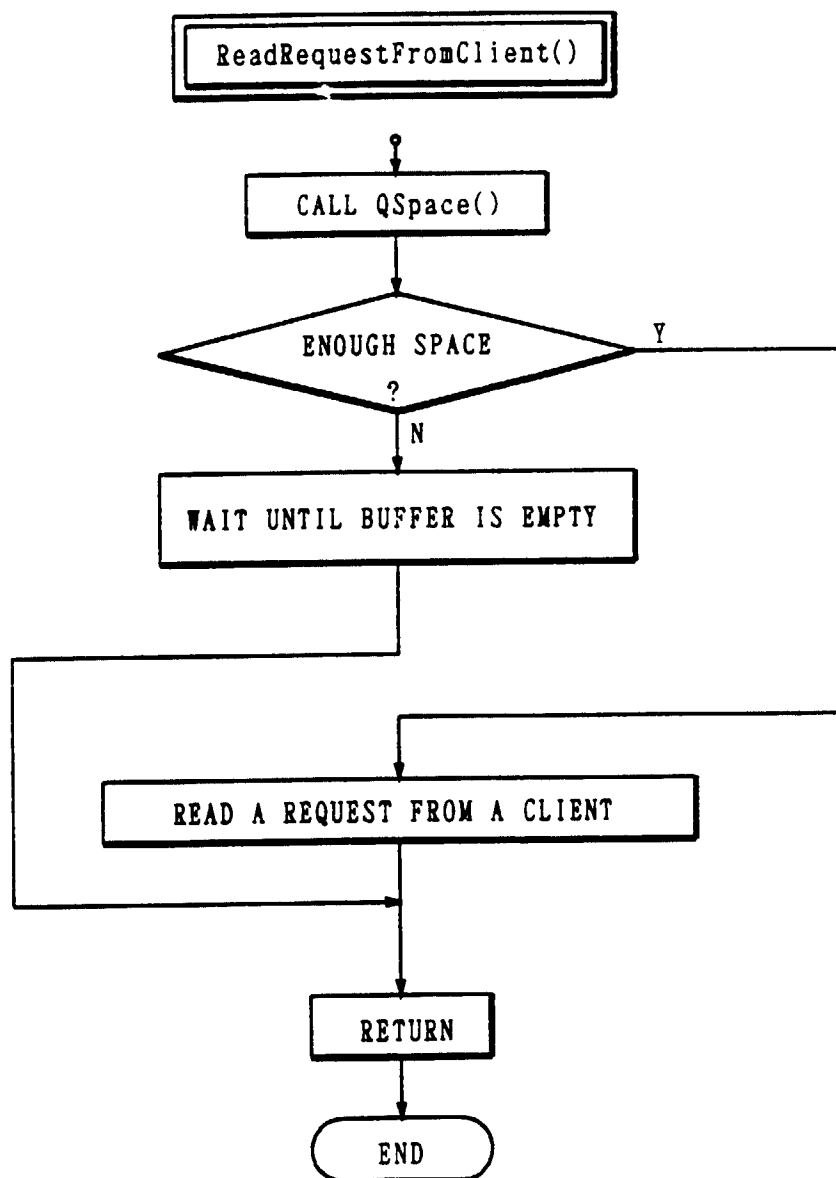 ReadRequestFromClient()
CALL QSpace()
ENOUGH SPACE
Y
?
N
WAIT UNTIL BUFFER IS EMPTY
READ A REQUEST FROM A CLIENT
RETURN
END